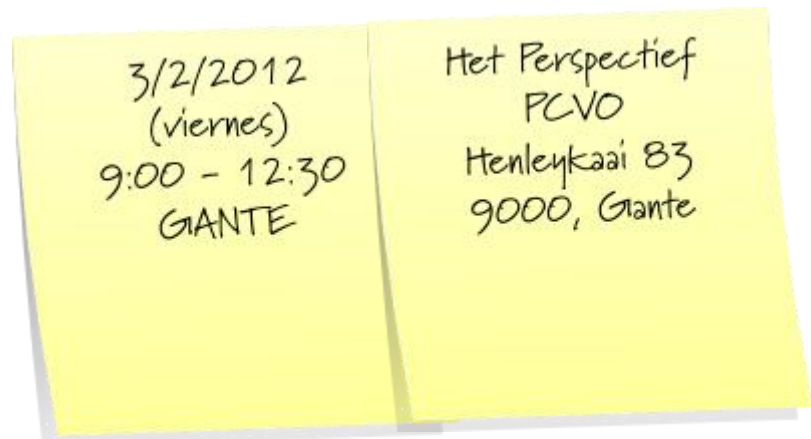 3/2/2012
(viernes)
9:00 - 12:30
GANTE
Het Perspectief
PCVO
Henleykaai 83
9000, Gante